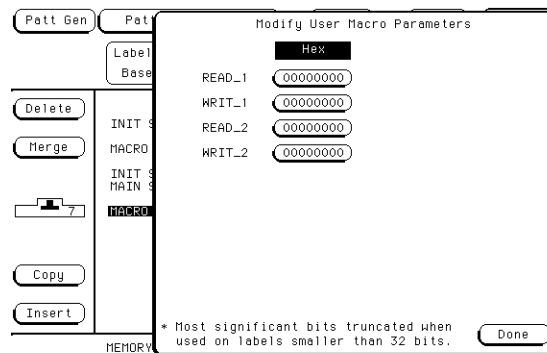 Patt Gen
Patt
Modify User Macro Parameters
Label
Base
Hex
READ_1 00000000
WRIT_1 00000000
READ_2 00000000
WRIT_2 00000000
Delete
Merge
7
Copy
Insert
INIT S
MACRO
INIT S
MAIN S
MACRO
* Most significant bits truncated when
used on labels smaller than 32 bits.
Done
MEMORY